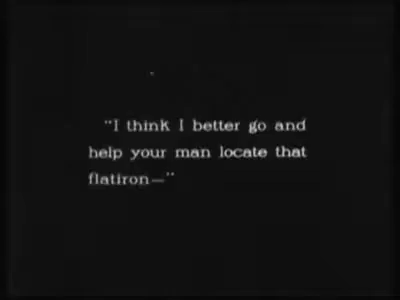 "I think I better go and
help your man locate that
flatiron—"